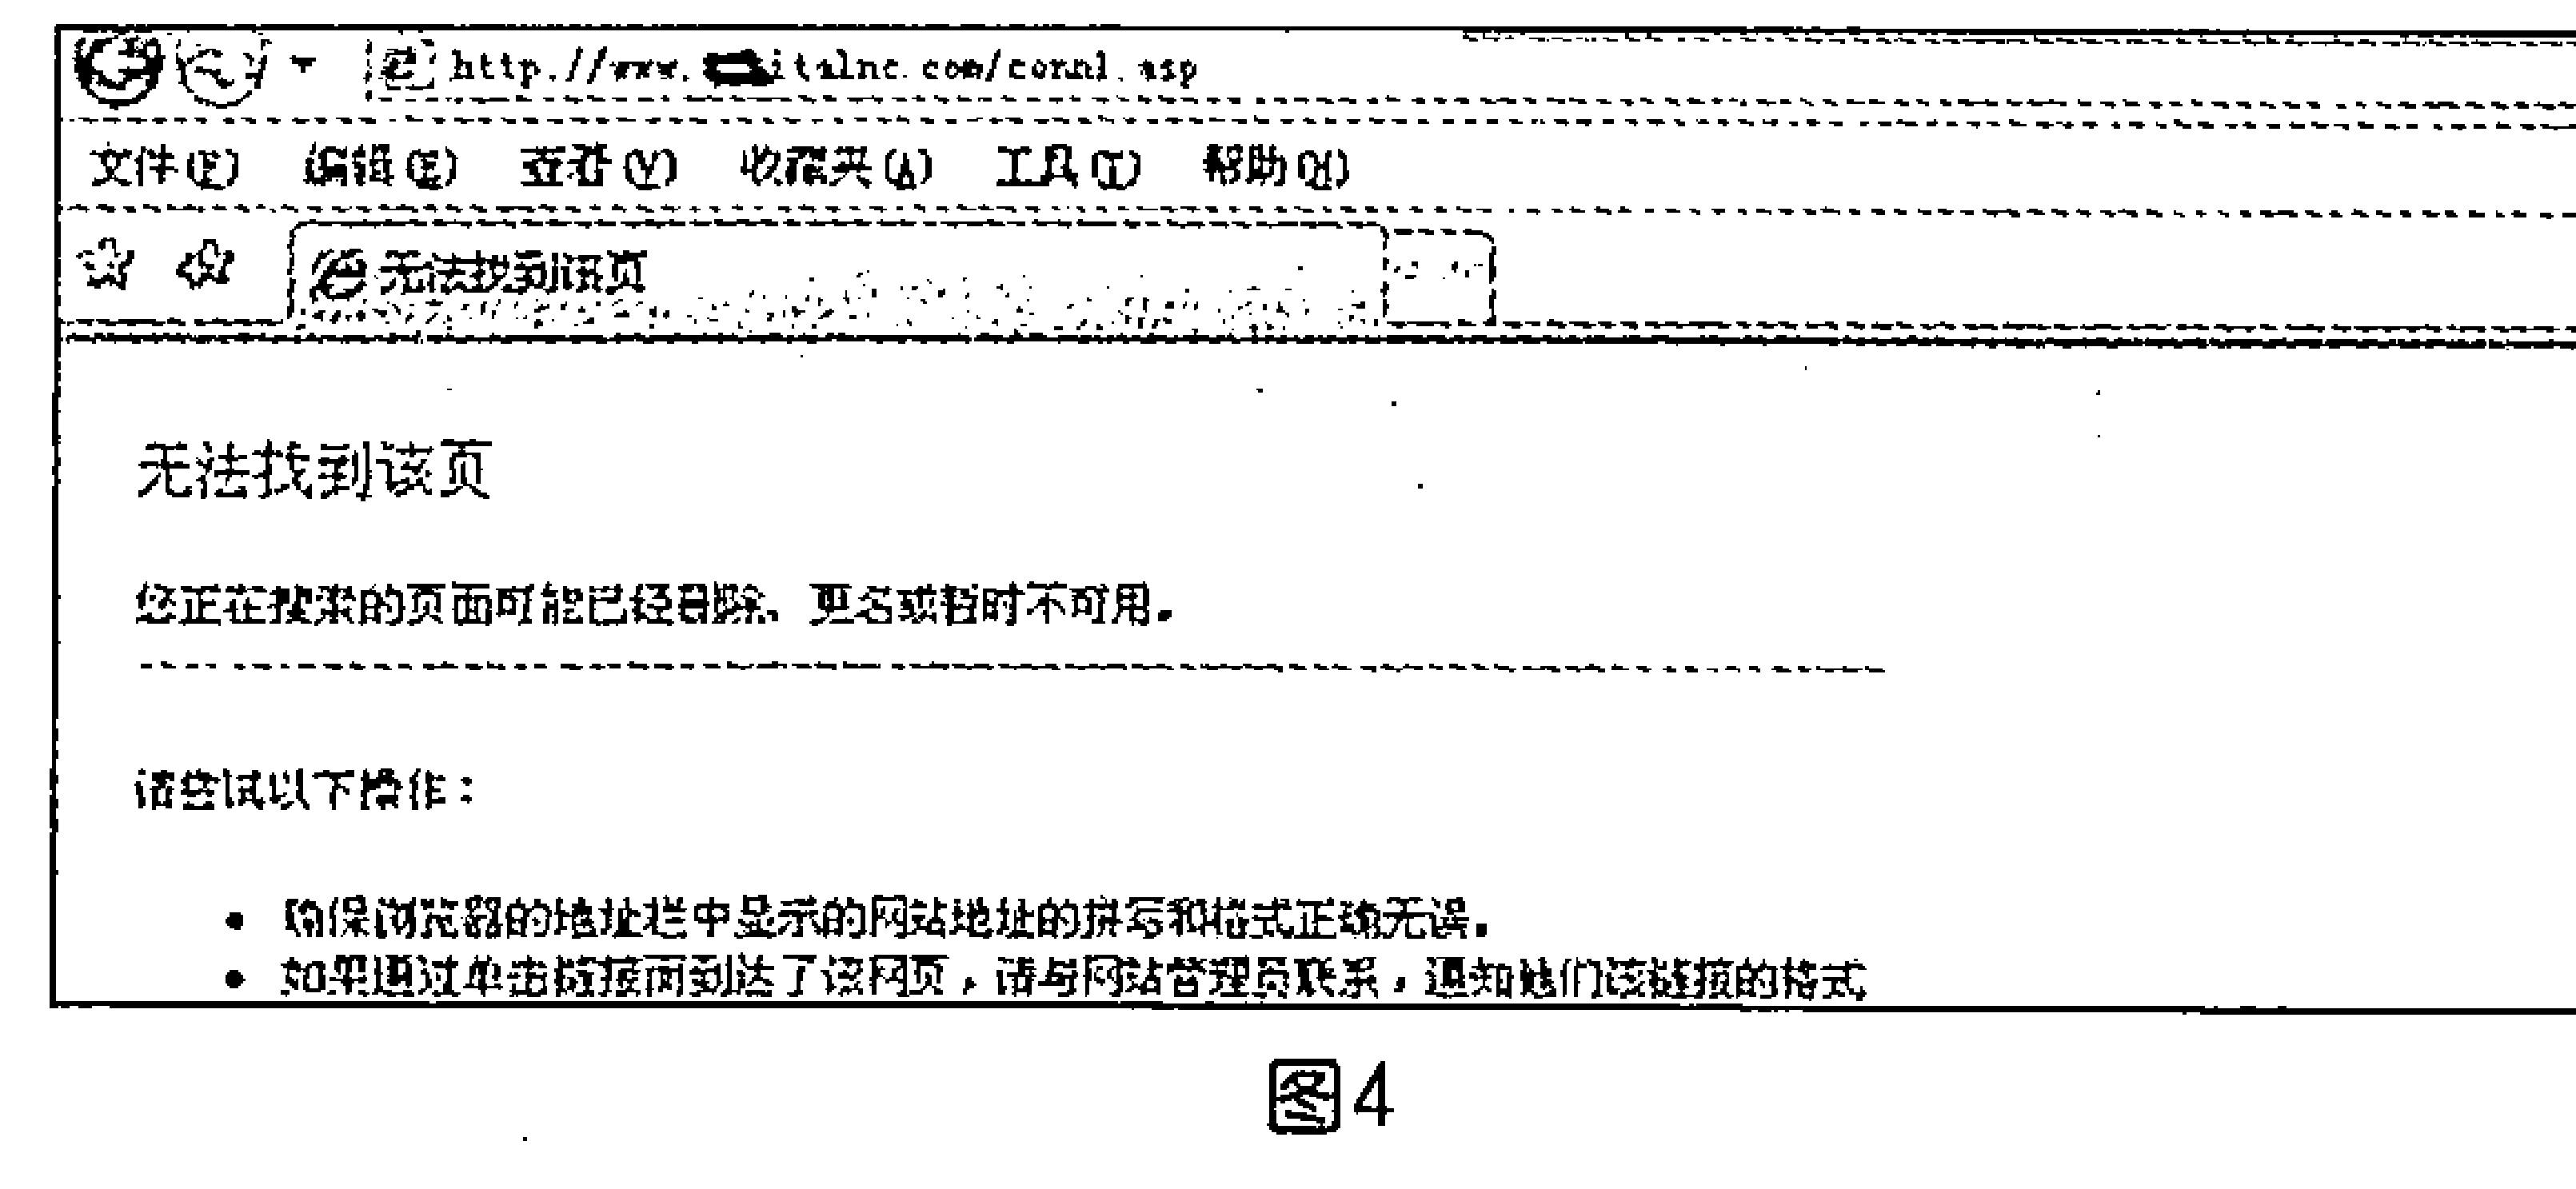 http://www.italnc.com/conn1.asp
文件(F) 编辑(E) 查看(V) 收藏夹(A) 工具(T) 帮助(H)
无法找到该页
无法找到该页
您正在搜索的页面可能已经删除、更名或暂时不可用。
请尝试以下操作：
• 确保浏览器的地址栏中显示的网站地址的拼写和格式正确无误。
• 如果通过单击链接而到达了该网页，请与网站管理员联系，通知他们该链接的格式
图4